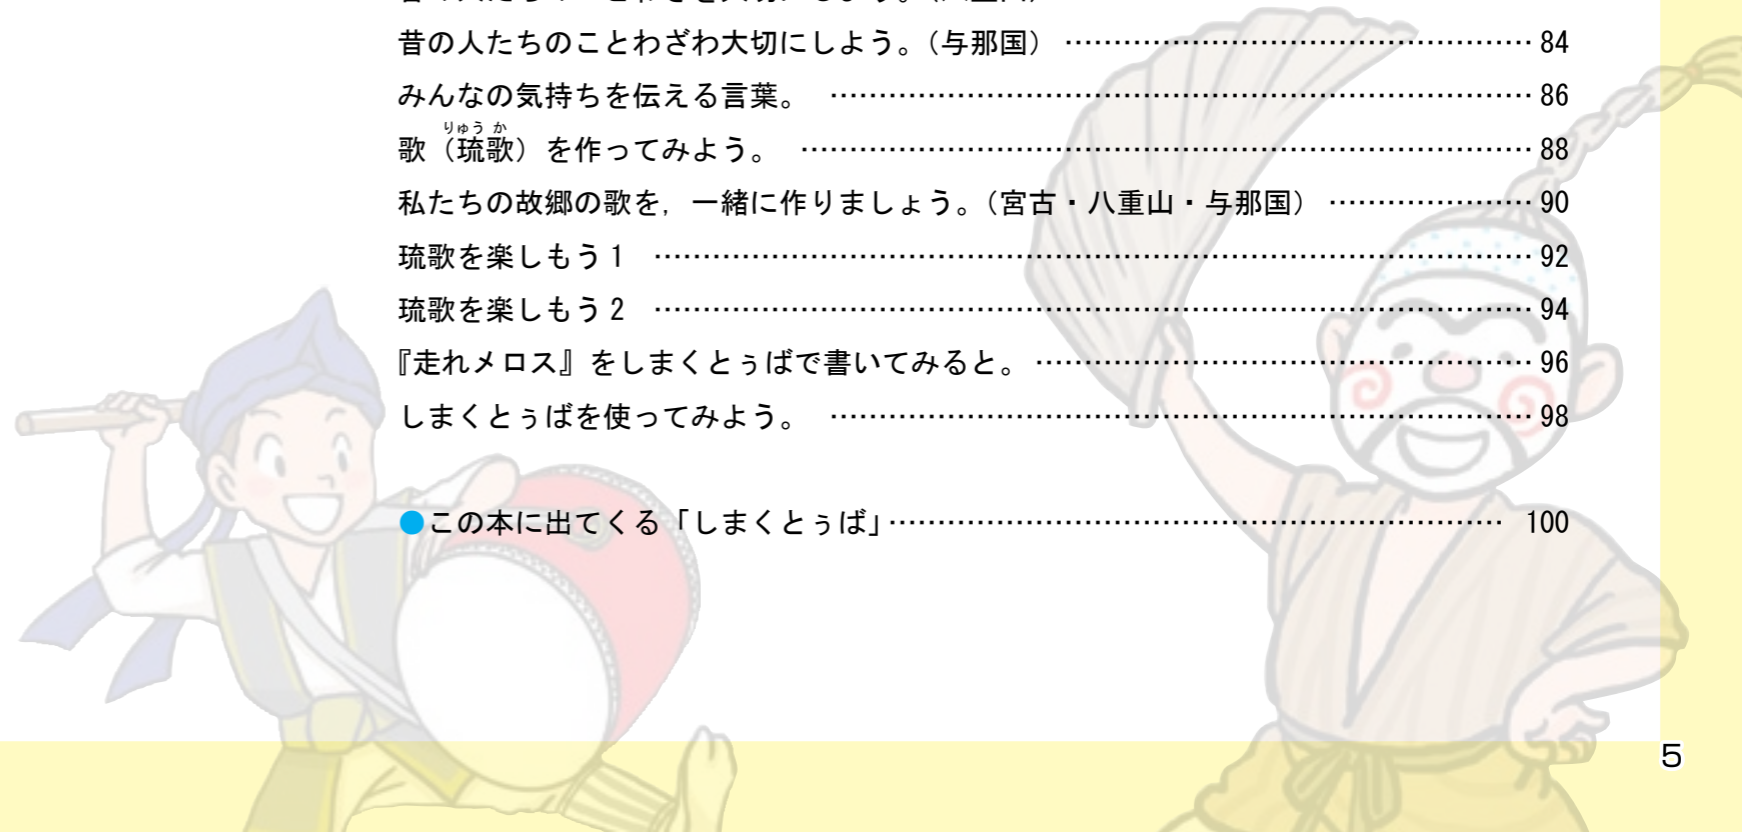 昔の人たちのことわざわ大切にしよう。（与那国） …… 84
みんなの気持ちを伝える言葉。 …… 86
りゅう か
歌（琉歌）を作ってみよう。 …… 88
私たちの故郷の歌を，一緒に作りましょう。（宮古・八重山・与那国） …… 90
琉歌を楽しもう 1 …… 92
琉歌を楽しもう 2 …… 94
『走れメロス』をしまくとぅばで書いてみると。 …… 96
しまくとぅばを使ってみよう。 …… 98
●この本に出てくる「しまくとぅば」 …… 100
5